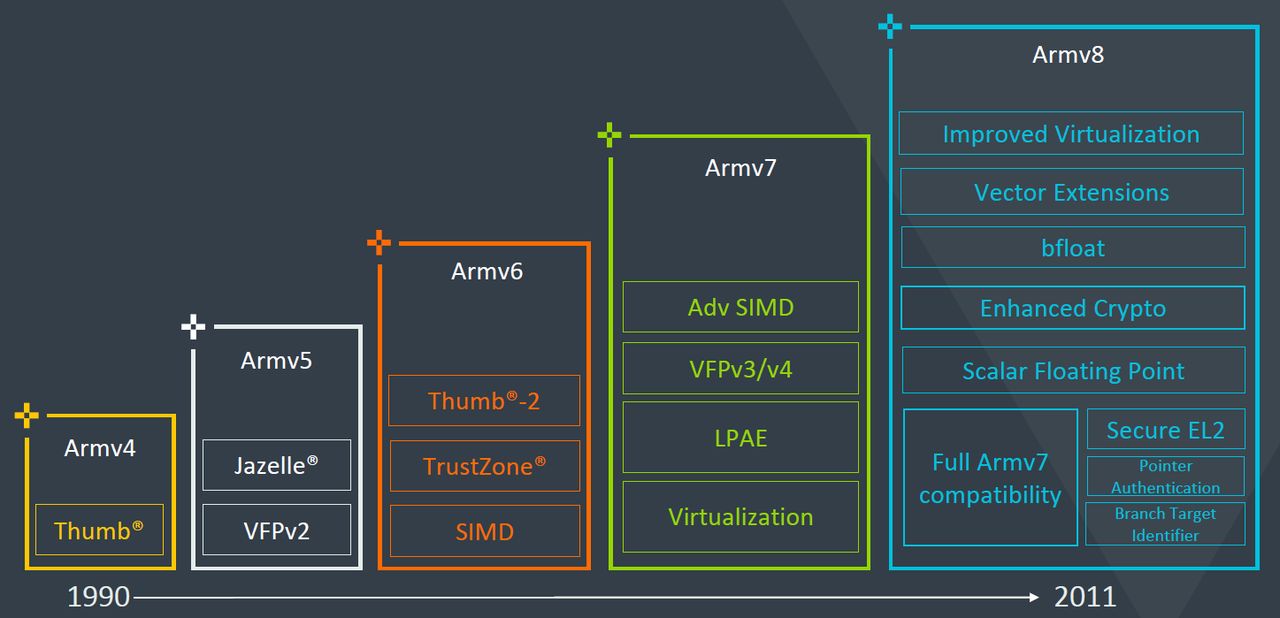 Armv4
Thumb®
Armv5
Jazelle®
VFPv2
Armv6
Thumb®-2
TrustZone®
SIMD
Armv7
Adv SIMD
VFPv3/v4
LPAE
Virtualization
Armv8
Improved Virtualization
Vector Extensions
bfloat
Enhanced Crypto
Scalar Floating Point
Full Armv7
compatibility
Secure EL2
Pointer
Authentication
Branch Target
Identifier
1990
2011